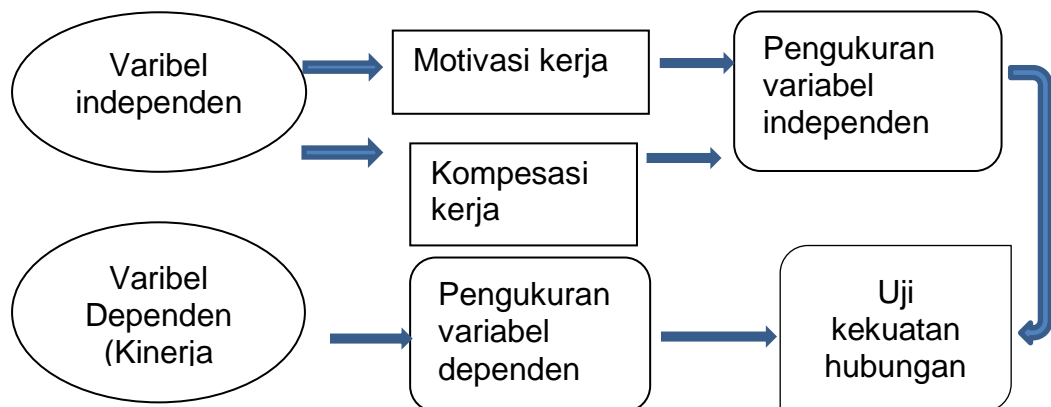 Varibel
independen
Motivasi kerja
Pengukuran
variabel
independen
Kompesasi
kerja
Varibel
Dependen
(Kinerja
Pengukuran
variabel
dependen
Uji
kekuatan
hubungan